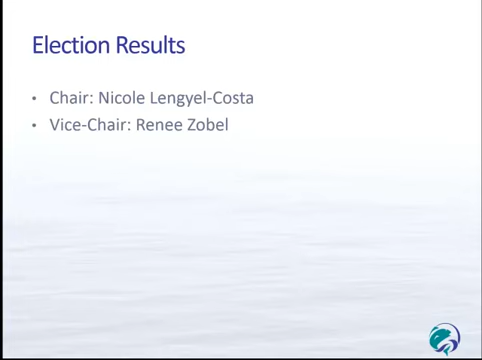 Election Results
• Chair: Nicole Lengyel-Costa
• Vice-Chair: Renee Zobel